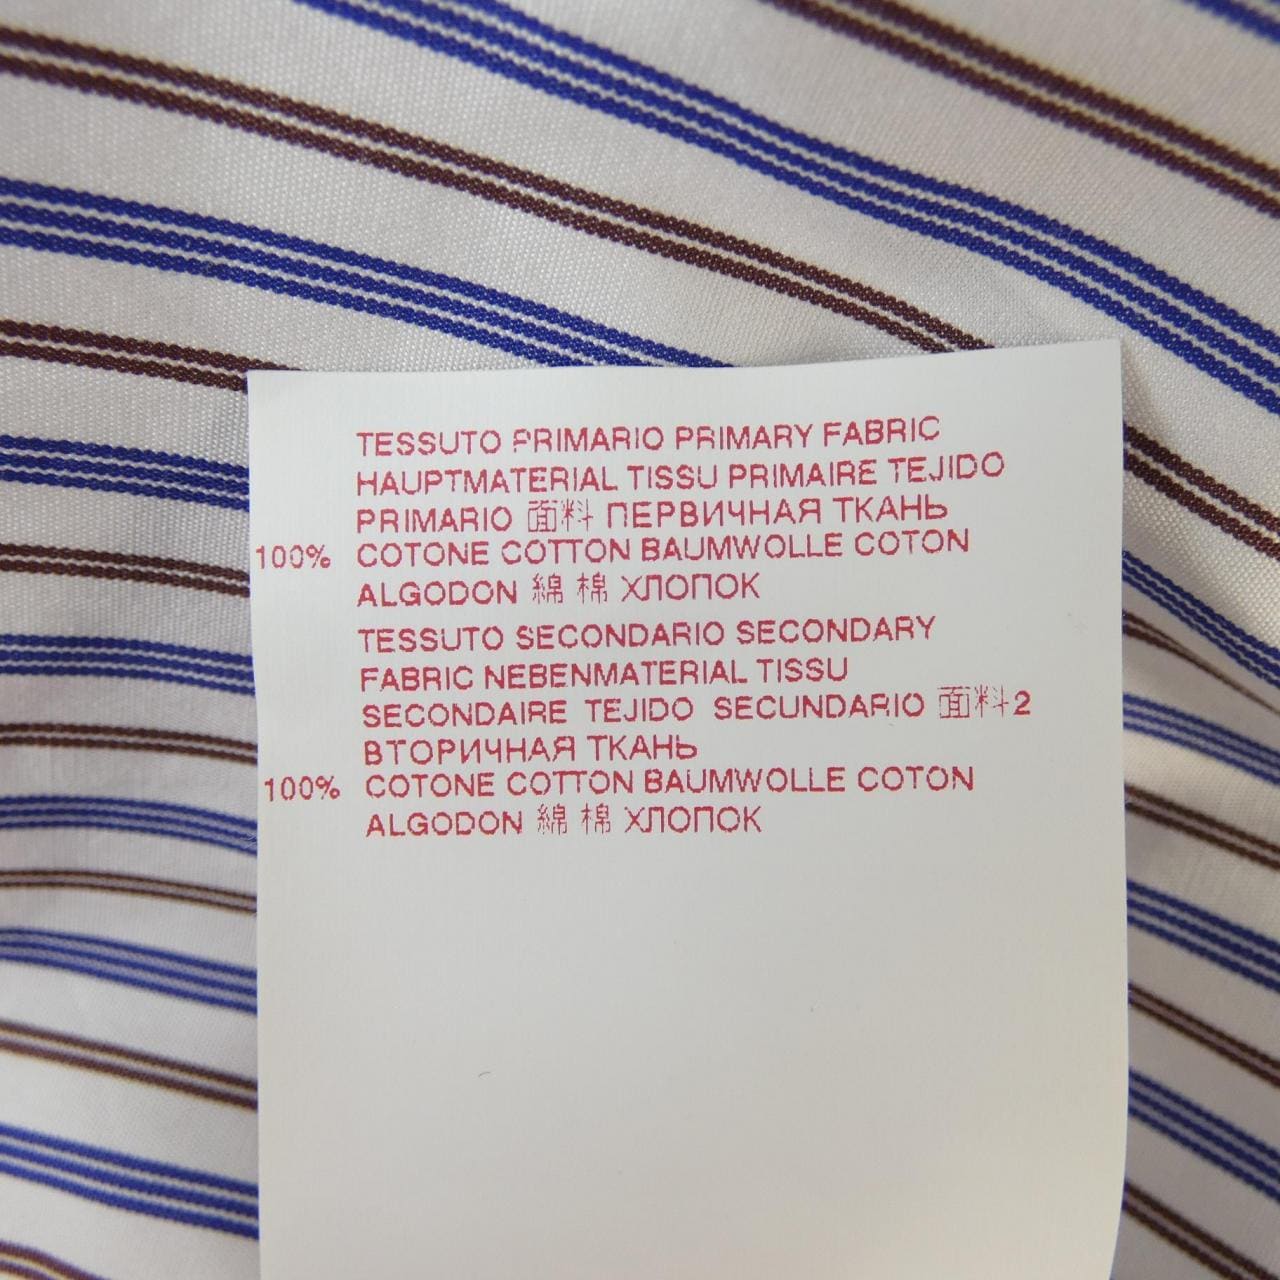 TESSUTO PRIMARIO PRIMARY FABRIC
HAUPTMATERIAL TISSU PRIMAIRE TEJIDO
PRIMARIO 面料 ПЕРВИЧНАЯ ТКАНЬ
100% COTONE COTTON BAUMWOLLE COTON
ALGODON 綿 棉 ХЛОПОК
TESSUTO SECONDARIO SECONDARY
FABRIC NEBENMATERIAL TISSU
SECONDAIRE TEJIDO SECUNDARIO 面料2
ВТОРИЧНАЯ ТКАНЬ
100% COTONE COTTON BAUMWOLLE COTON
ALGODON 綿 棉 ХЛОПОК